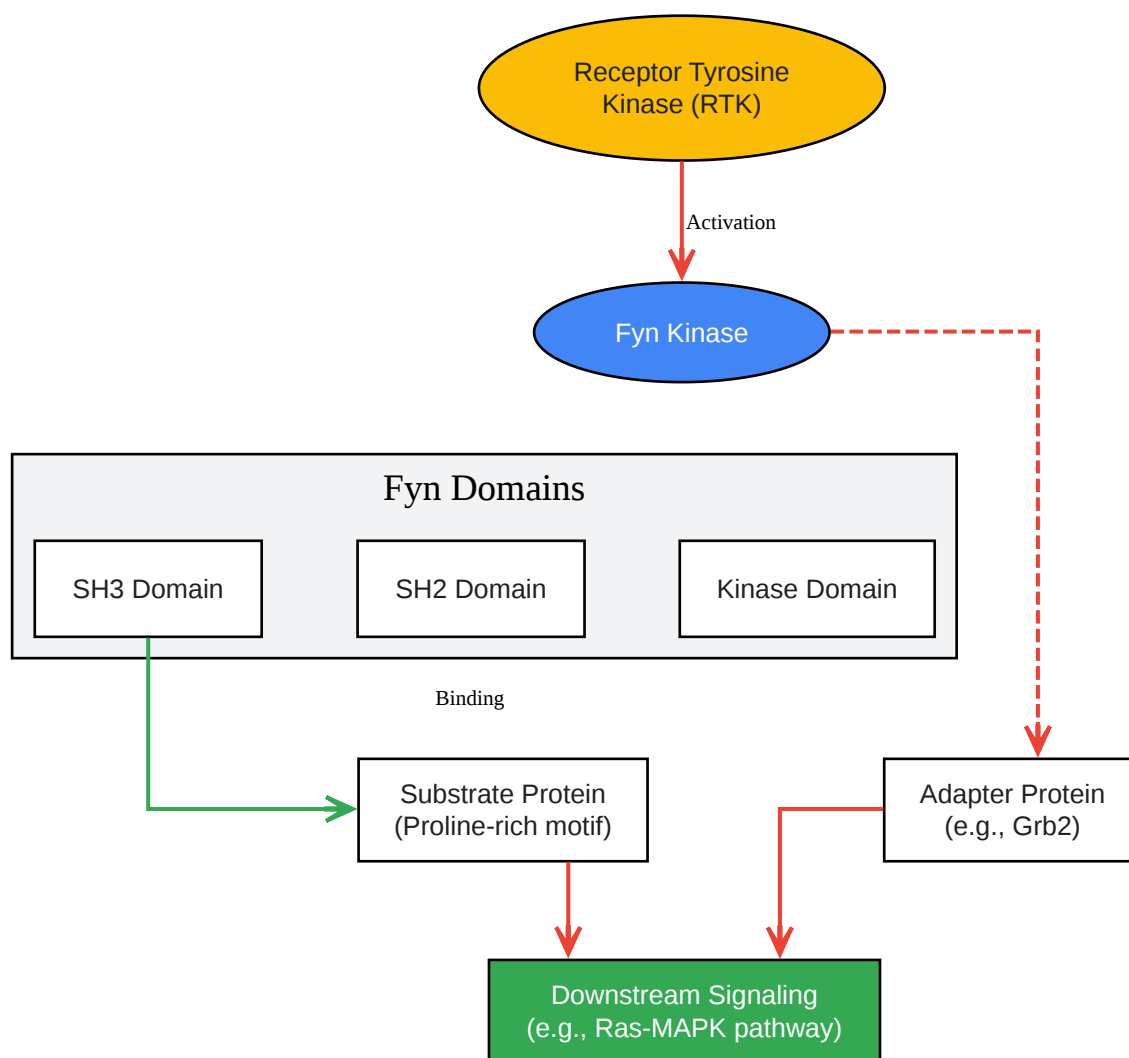 Receptor Tyrosine
Kinase (RTK)
Activation
Fyn Kinase
Fyn Domains
SH3 Domain
SH2 Domain
Kinase Domain
Binding
Substrate Protein
(Proline-rich motif)
Adapter Protein
(e.g., Grb2)
Downstream Signaling
(e.g., Ras-MAPK pathway)